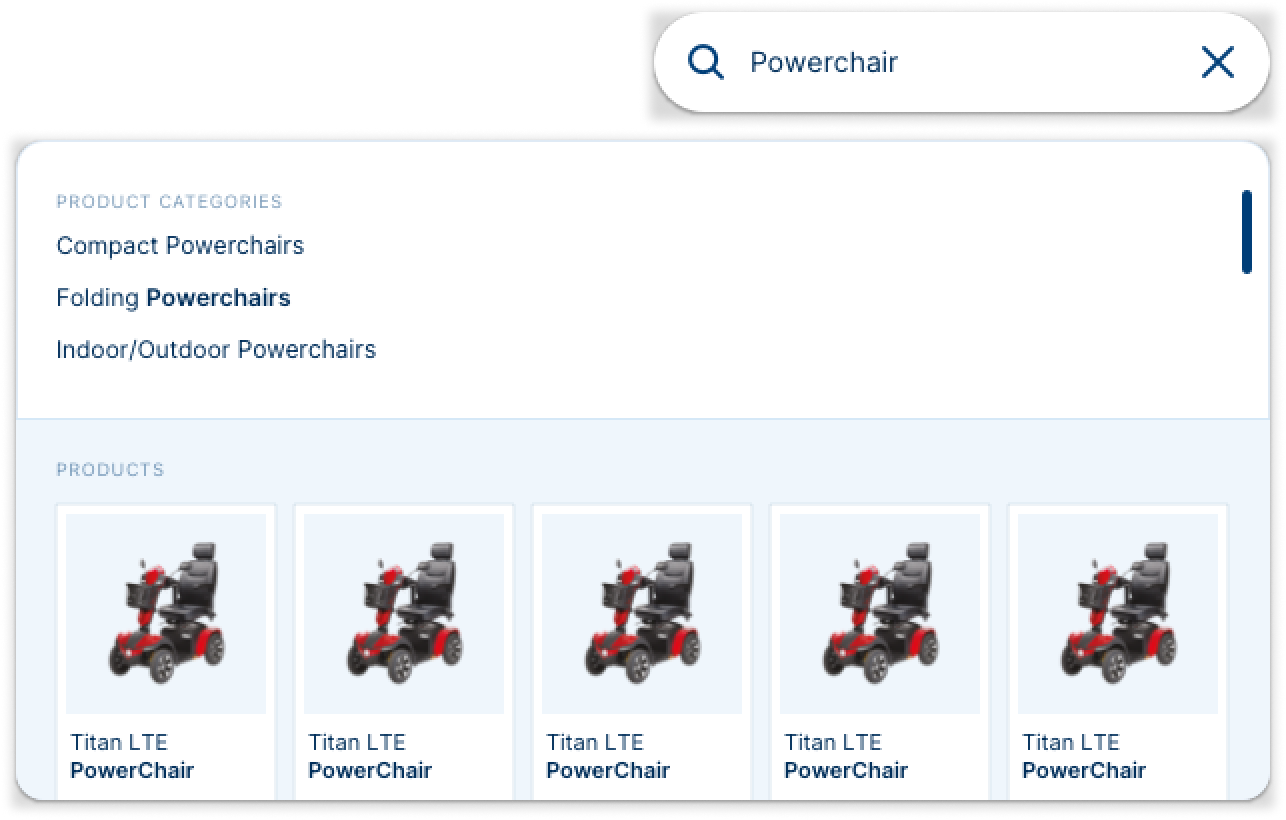 Powerchair
PRODUCT CATEGORIES
Compact Powerchairs
Folding Powerchairs
Indoor/Outdoor Powerchairs
PRODUCTS
Titan LTE
PowerChair
Titan LTE
PowerChair
Titan LTE
PowerChair
Titan LTE
PowerChair
Titan LTE
PowerChair